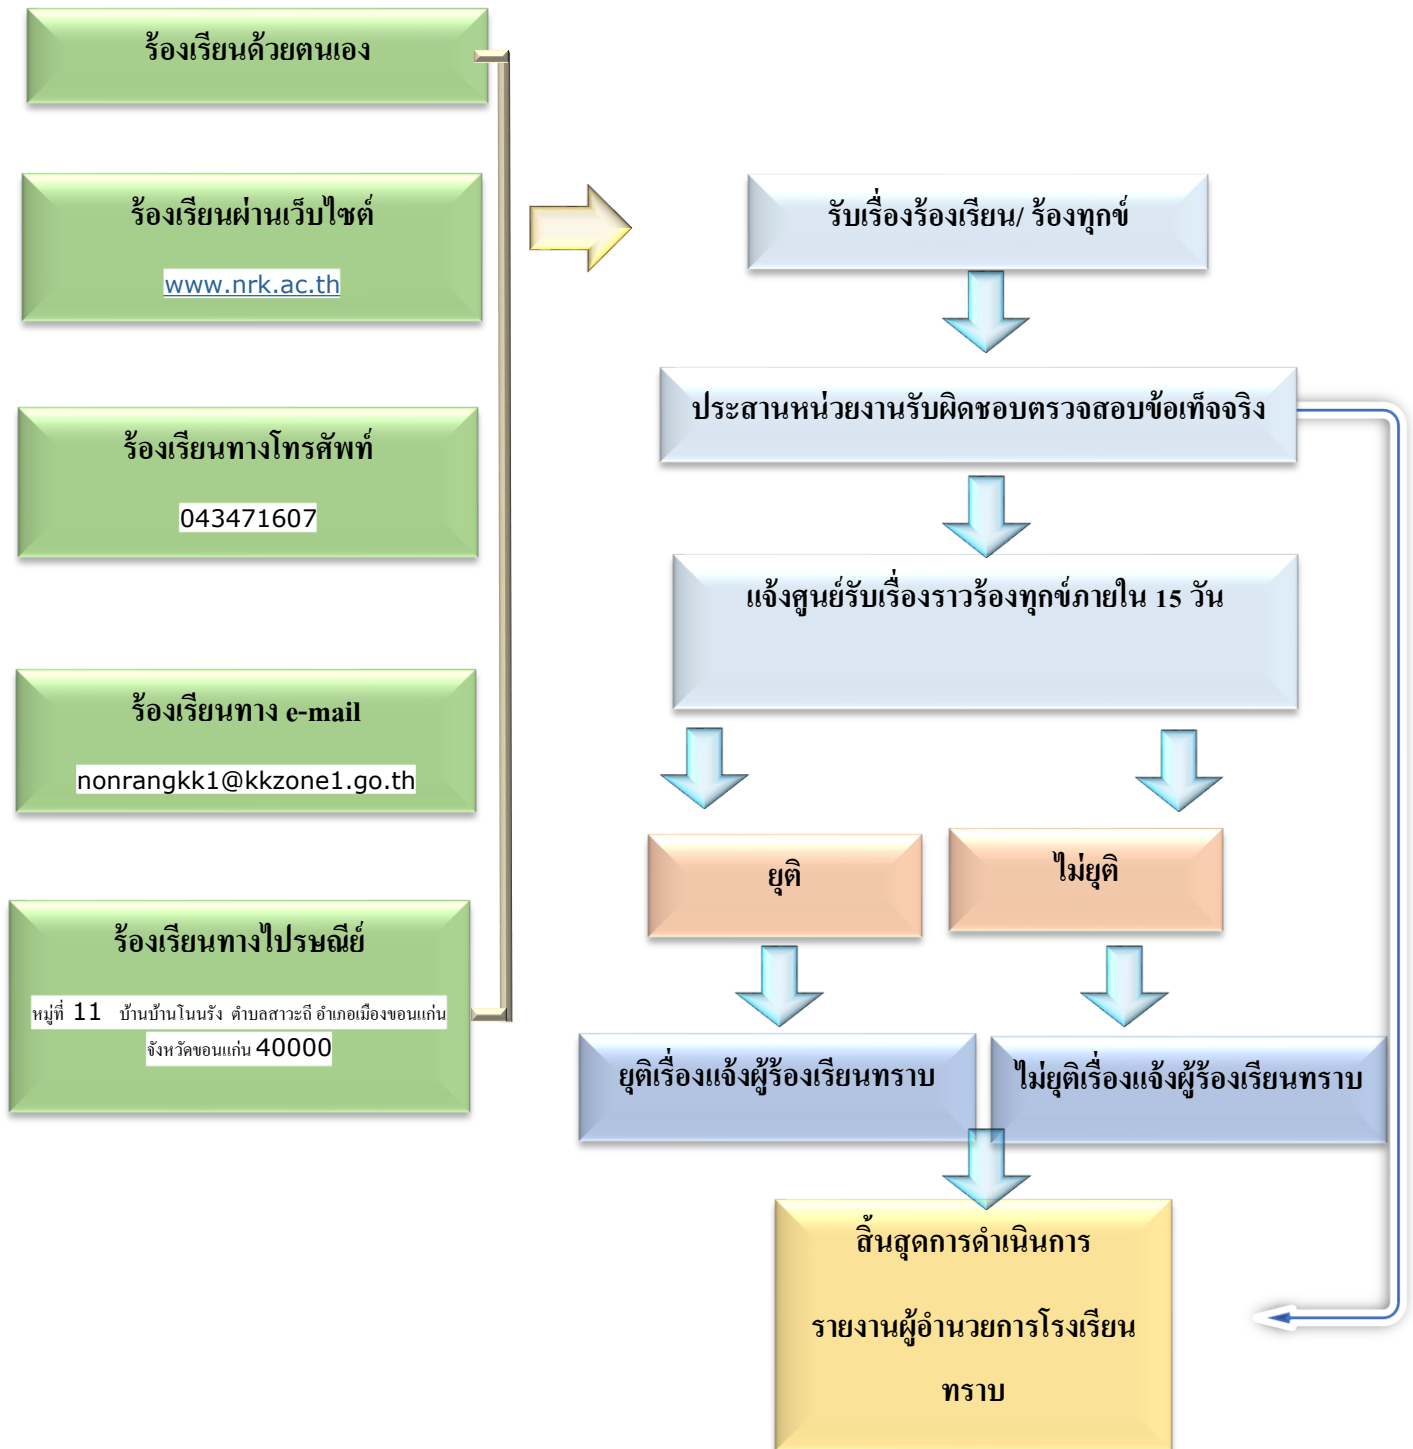 ร้องเรียนด้วยตนเอง
ร้องเรียนผ่านเว็บไซต์
www.nrk.ac.th
ร้องเรียนทางโทรศัพท์
043471607
ร้องเรียนทาง e-mail
nonrangkk1@kkzone1.go.th
ร้องเรียนทางไปรษณีย์
หมู่ที่ 11 บ้านบ้านโนนรัง ตำบลสาวะถี อำเภอเมืองขอนแก่น
จังหวัดขอนแก่น 40000
รับเรื่องร้องเรียน/ ร้องทุกข์
ประสานหน่วยงานรับผิดชอบตรวจสอบข้อเท็จจริง
แจ้งศูนย์รับเรื่องราวร้องทุกข์ภายใน 15 วัน
ยุติ
ไม่ยุติ
ยุติเรื่องแจ้งผู้ร้องเรียนทราบ
ไม่ยุติเรื่องแจ้งผู้ร้องเรียนทราบ
สิ้นสุดการดำเนินการ
รายงานผู้อำนวยการโรงเรียน
ทราบ